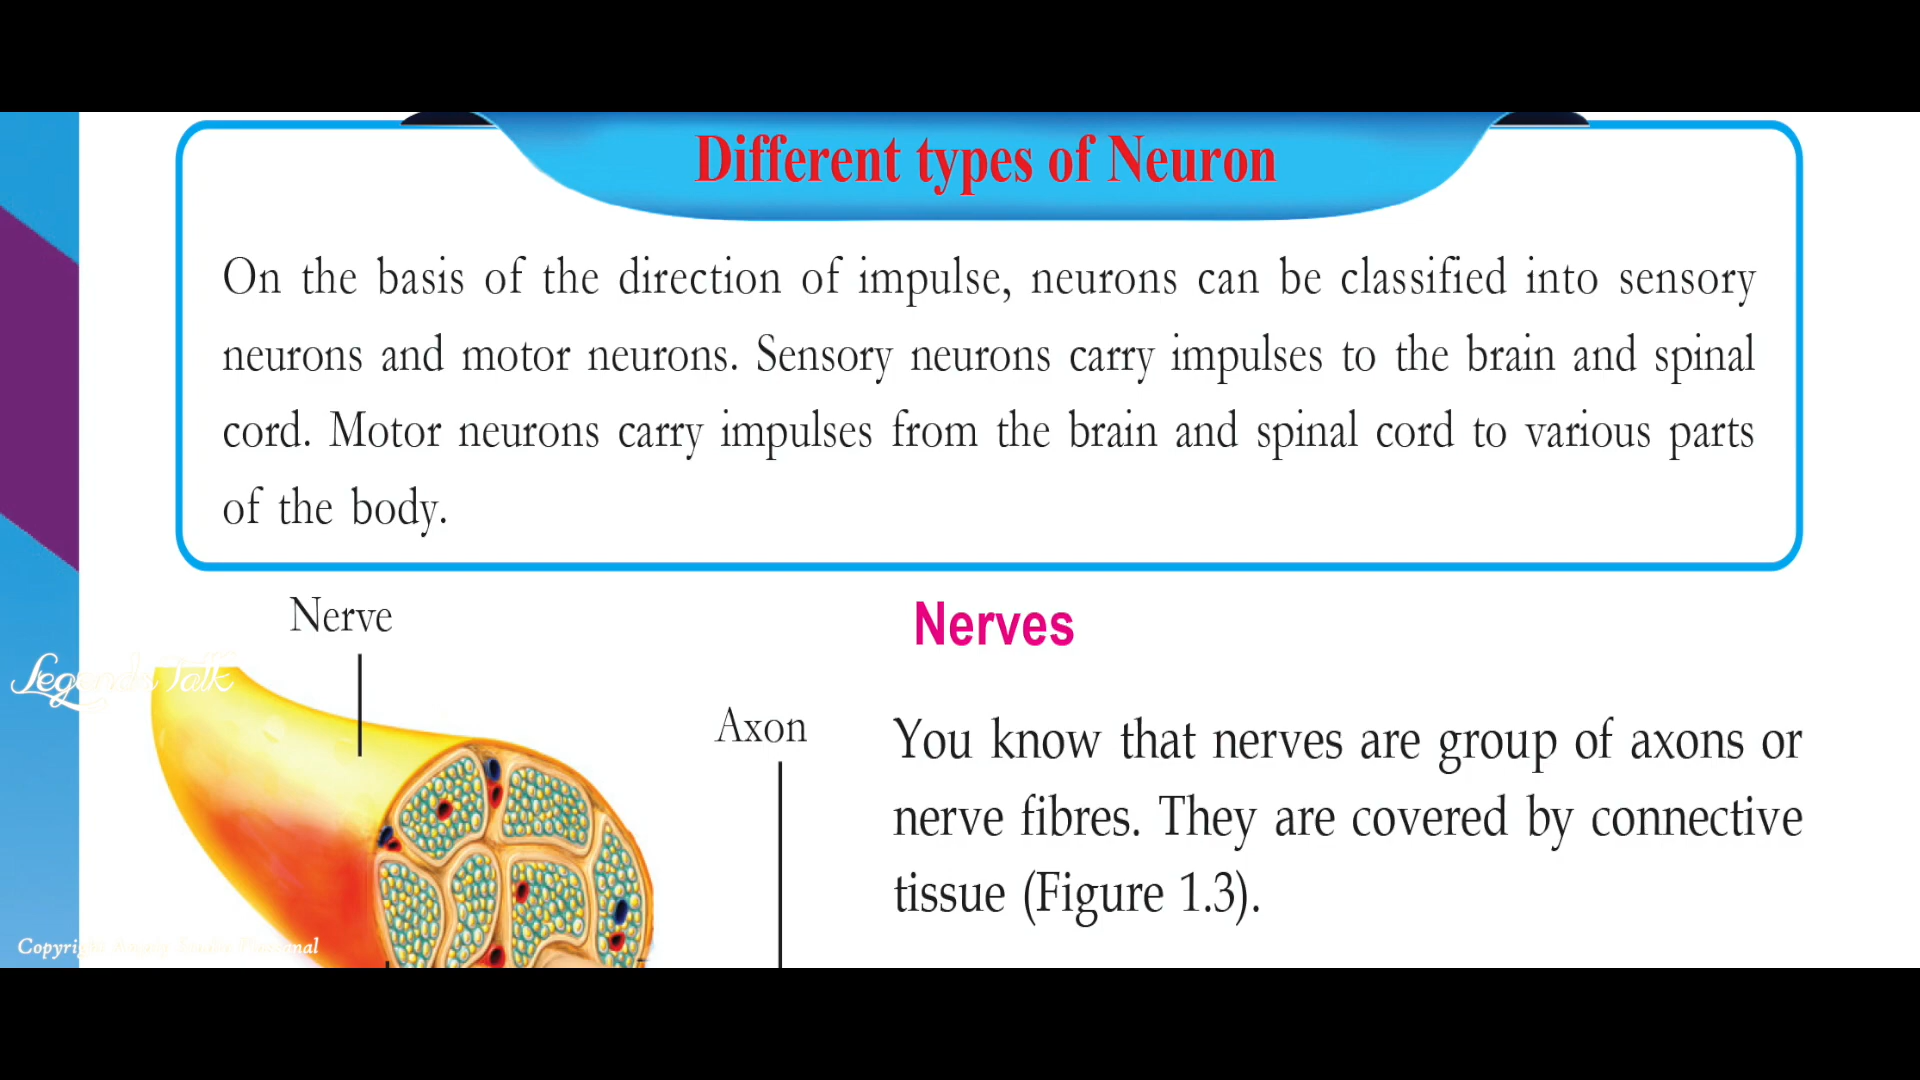 Different types of Neuron
On the basis of the direction of impulse, neurons can be classified into sensory
neurons and motor neurons. Sensory neurons carry impulses to the brain and spinal
cord. Motor neurons carry impulses from the brain and spinal cord to various parts
of the body.
Nerve
Nerves
Legends Talk
Axon
You know that nerves are group of axons or
nerve fibres. They are covered by connective
tissue (Figure 1.3).
Copyright